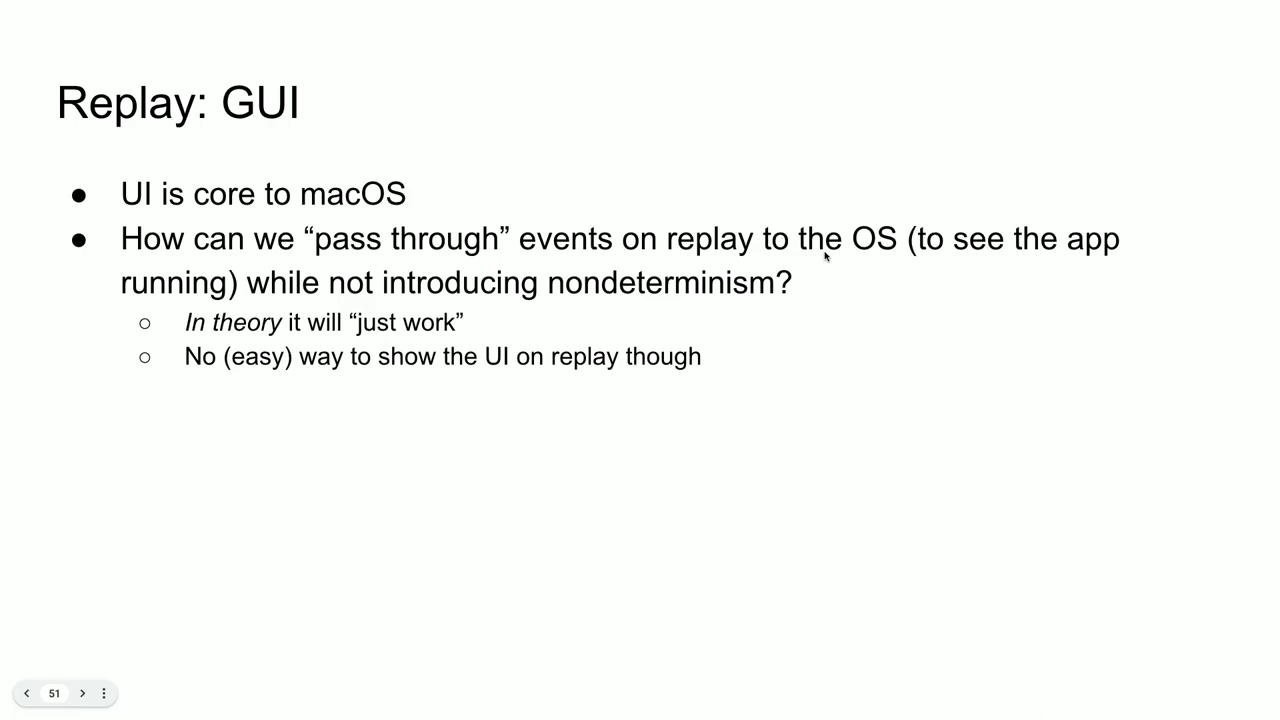 Replay: GUI
● UI is core to macOS
● How can we “pass through” events on replay to the OS (to see the app
running) while not introducing nondeterminism?
○ In theory it will “just work”
○ No (easy) way to show the UI on replay though
51